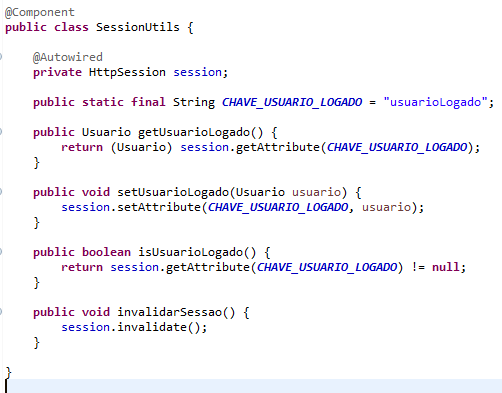 @Component
public class SessionUtils {
@Autowired
private HttpSession session;
public static final String CHAVE_USUARIO_LOGADO = "usuarioLogado";
public Usuario getUsuarioLogado() {
return (Usuario) session.getAttribute(CHAVE_USUARIO_LOGADO);
}
public void setUsuarioLogado(Usuario usuario) {
session.setAttribute(CHAVE_USUARIO_LOGADO, usuario);
}
public boolean isUsuarioLogado() {
return session.getAttribute(CHAVE_USUARIO_LOGADO) != null;
}
public void invalidarSessao() {
session.invalidate();
}
}